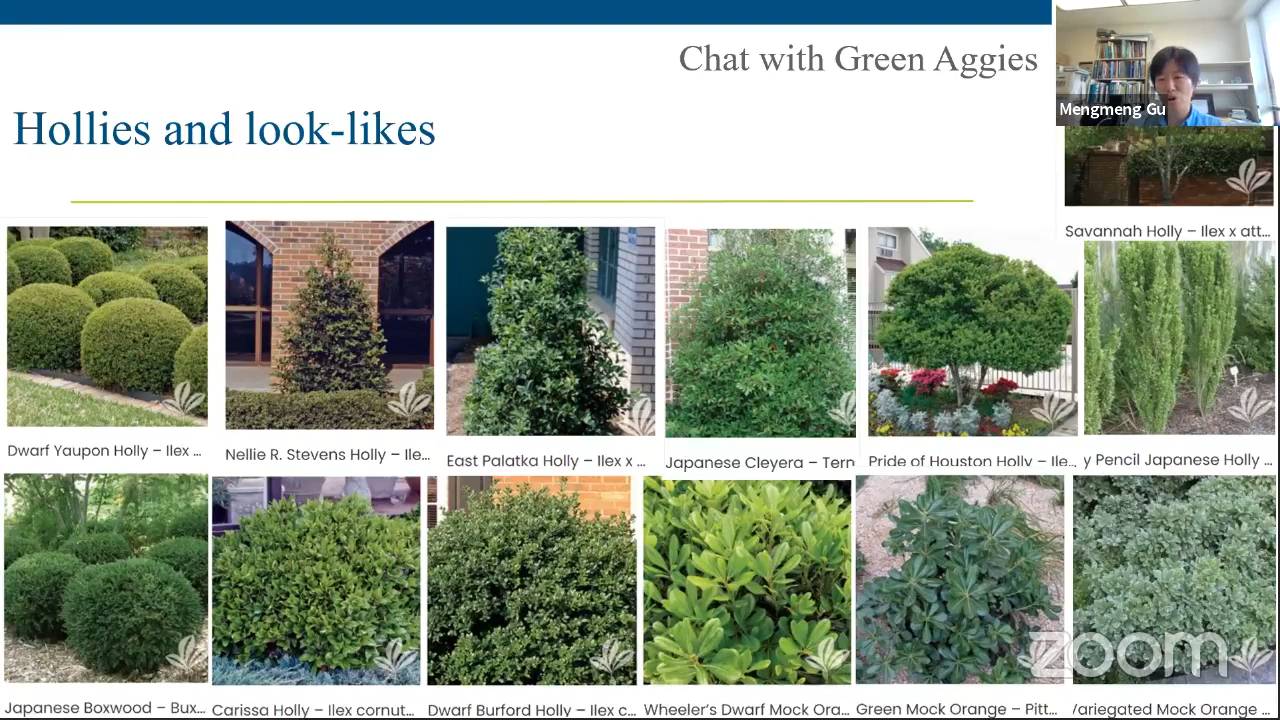 Chat with Green Aggies
Mengmeng Gu
Hollies and look-likes
Savannah Holly – Ilex x att...
Dwarf Yaupon Holly – Ilex ...
Nellie R. Stevens Holly – Ile...
East Palatka Holly – Ilex x ...
Japanese Cleyera – Tern
Pride of Houston Holly – Ile...
y Pencil Japanese Holly ...
Japanese Boxwood – Bux...
Carissa Holly – Ilex cornut...
Dwarf Burford Holly – Ilex c...
Wheeler's Dwarf Mock Ora...
Green Mock Orange – Pitt...
Variegated Mock Orange ...
zoom